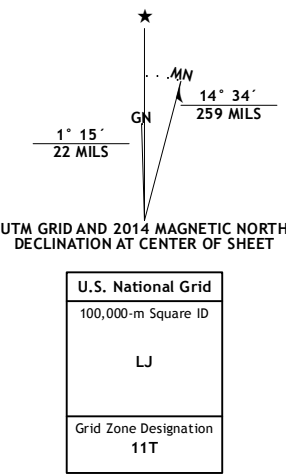 ★
MN
GN
14° 34´
259 MILS
1° 15´
22 MILS
UTM GRID AND 2014 MAGNETIC NORTH
DECLINATION AT CENTER OF SHEET
U.S. National Grid
100,000-m Square ID
LJ
Grid Zone Designation
11T